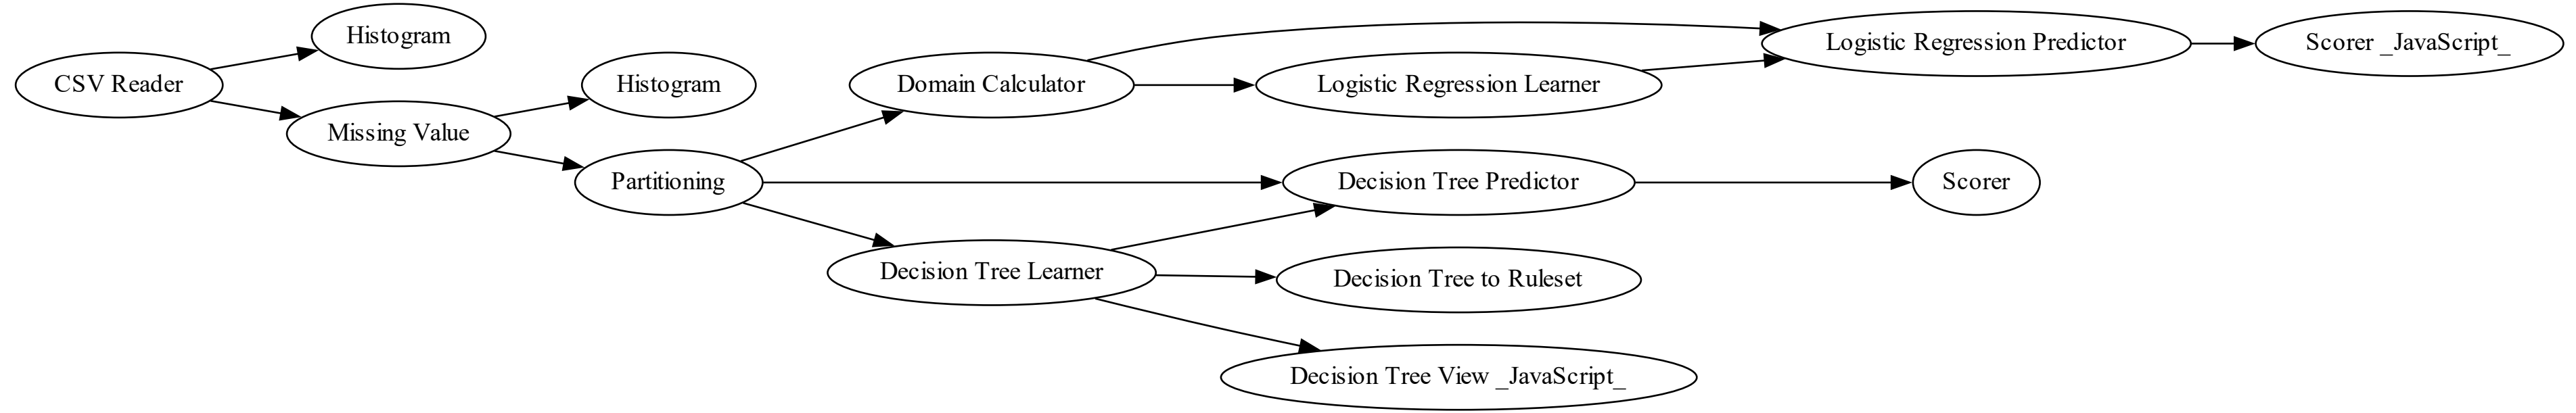 CSV Reader
Histogram
Missing Value
Histogram
Partitioning
Domain Calculator
Logistic Regression Learner
Logistic Regression Predictor
Scorer _JavaScript_
Decision Tree Predictor
Scorer
Decision Tree Learner
Decision Tree to Ruleset
Decision Tree View _JavaScript_